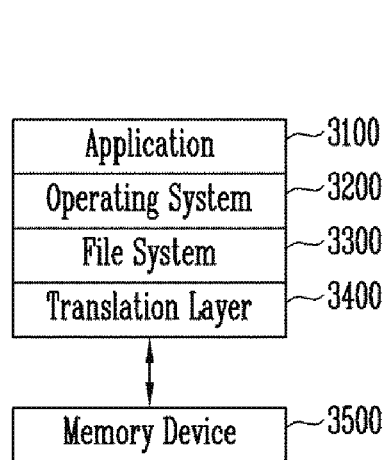 Application 3100
Operating System 3200
File System 3300
Translation Layer 3400
Memory Device 3500